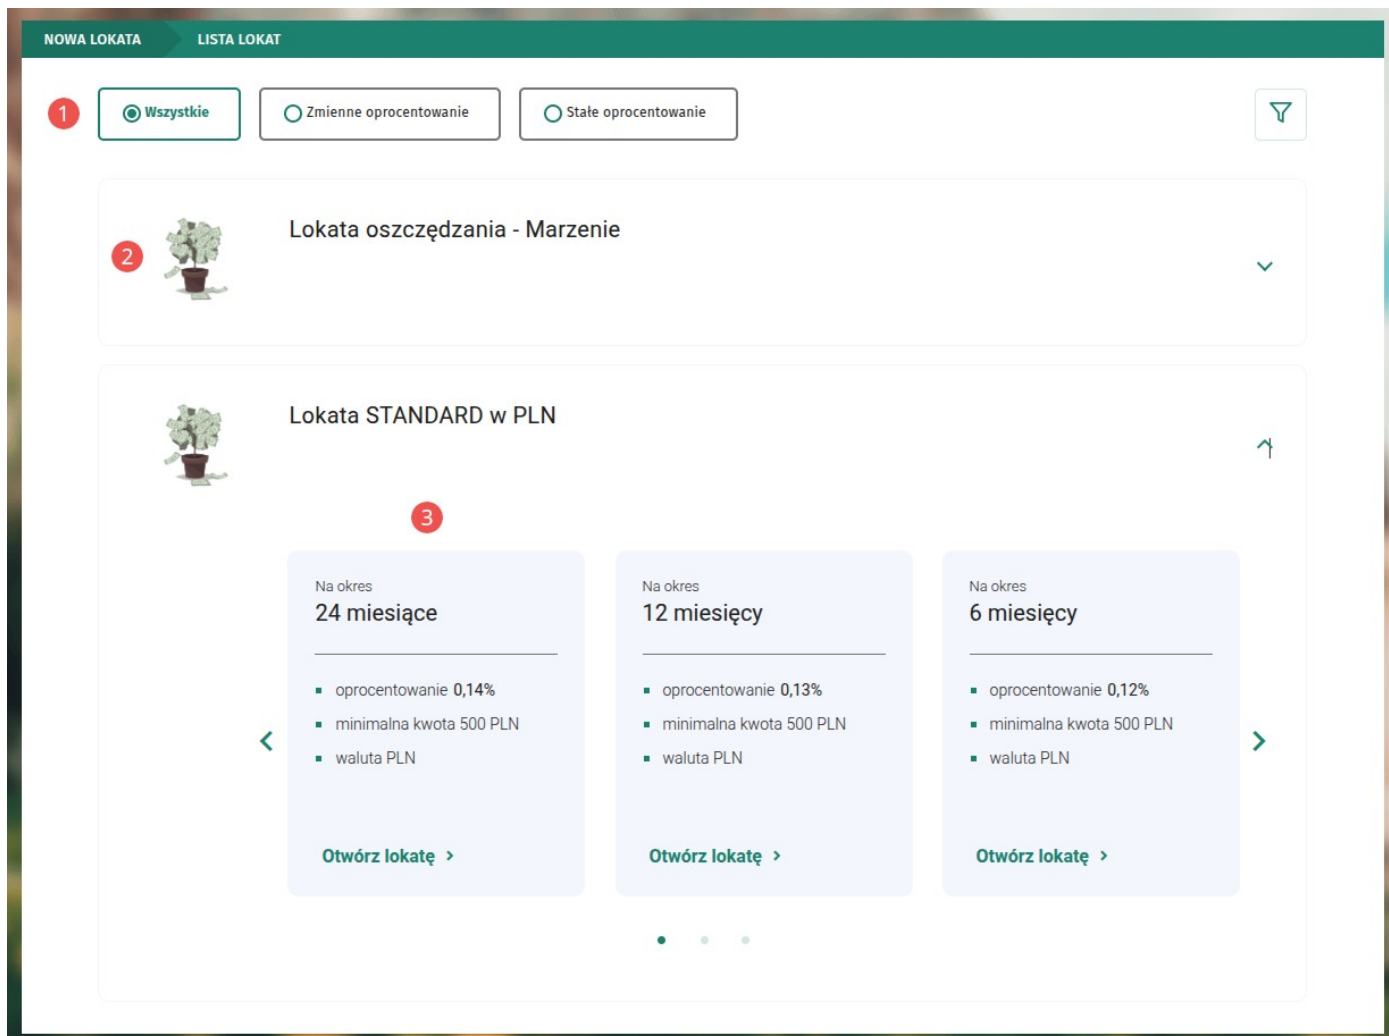 NOWA LOKATA LISTA LOKAT
1 Wszystkie Zmienne oprocentowanie Stałe oprocentowanie
Lokata oszczędzania - Marzenie
2
Lokata STANDARD w PLN
3
Na okres
24 miesiące
oprocentowanie 0,14%
minimalna kwota 500 PLN
waluta PLN
Otwórz lokatę
Na okres
12 miesięcy
oprocentowanie 0,13%
minimalna kwota 500 PLN
waluta PLN
Otwórz lokatę
Na okres
6 miesięcy
oprocentowanie 0,12%
minimalna kwota 500 PLN
waluta PLN
Otwórz lokatę